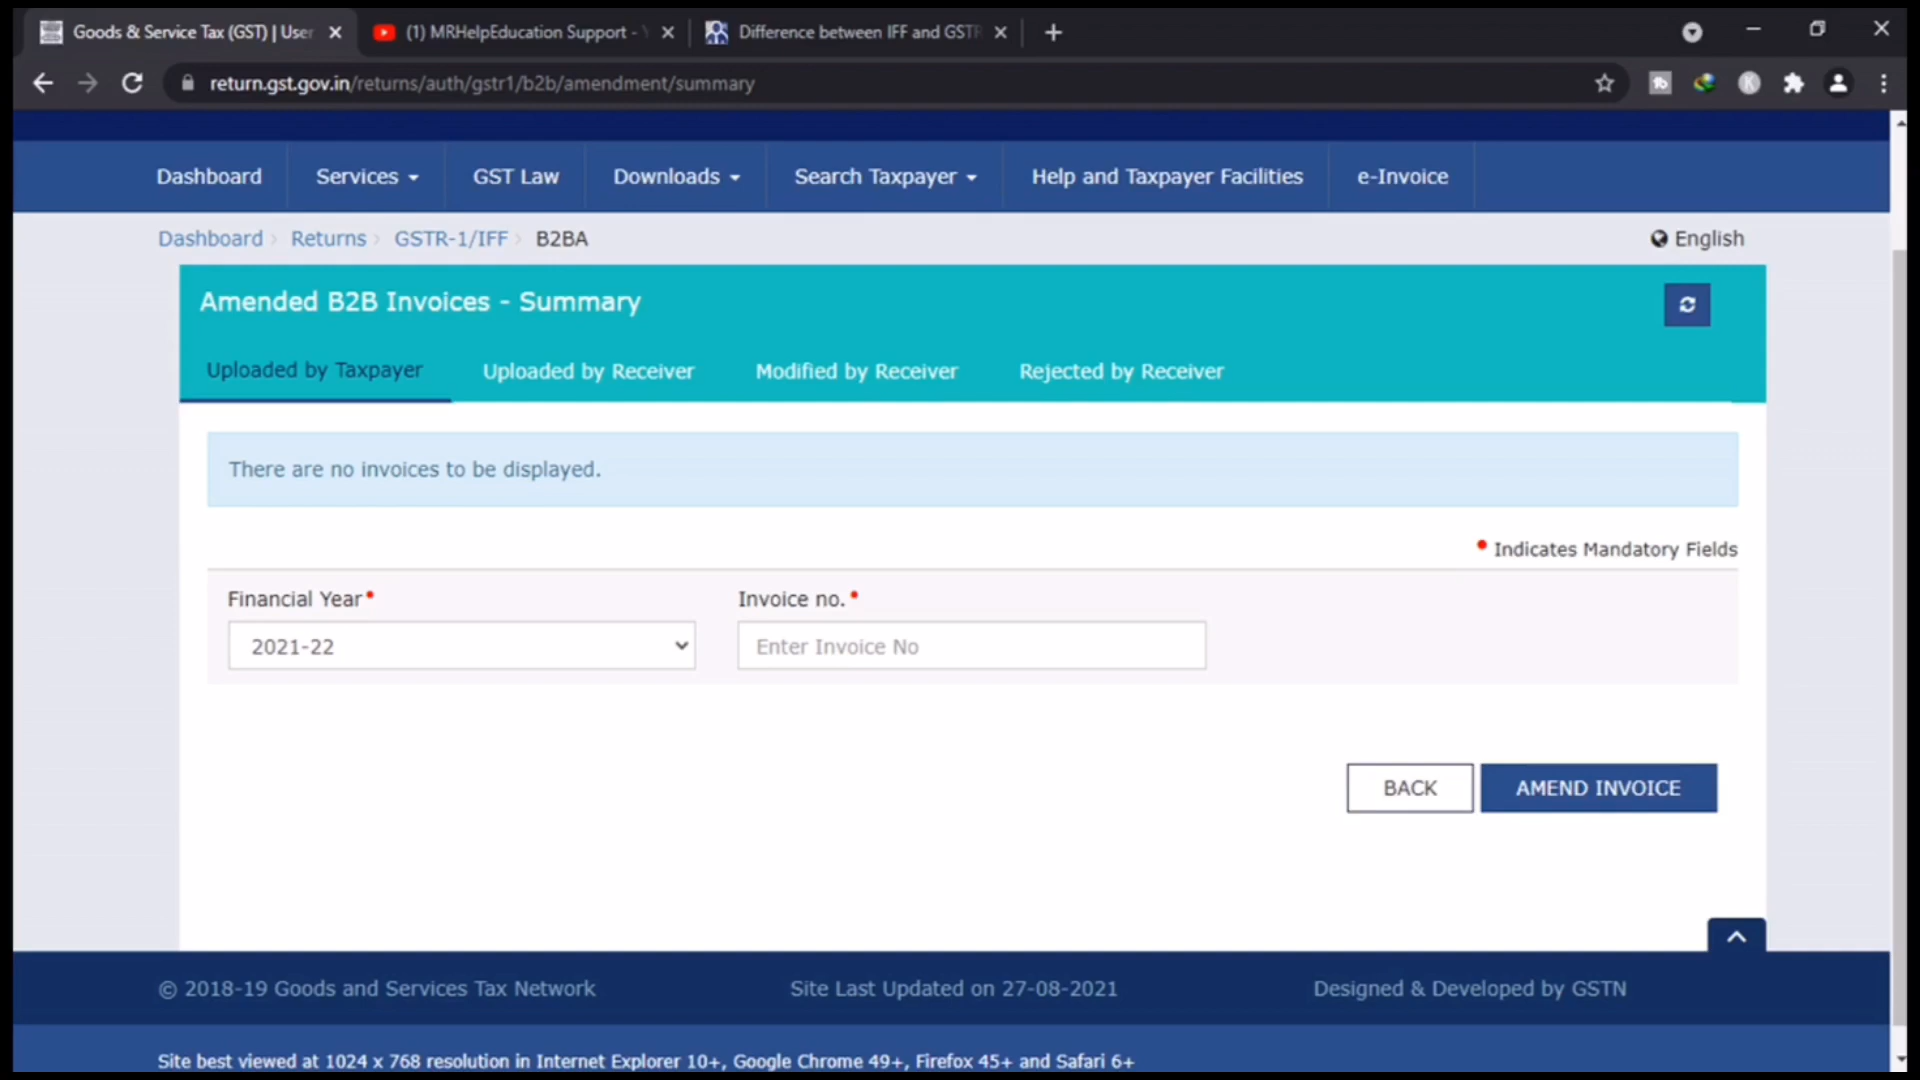 Goods & Service Tax (GST) | User
(1) MRHelpEducation Support -
Difference between IFF and GSTR
return.gst.gov.in/returns/auth/gstr1/b2b/amendment/summary
Dashboard Services GST Law Downloads Search Taxpayer Help and Taxpayer Facilities e-Invoice
Dashboard > Returns > GSTR-1/IFF > B2BA English
Amended B2B Invoices - Summary
Uploaded by Taxpayer Uploaded by Receiver Modified by Receiver Rejected by Receiver
There are no invoices to be displayed.
• Indicates Mandatory Fields
Financial Year• Invoice no.•
2021-22 Enter Invoice No
BACK AMEND INVOICE
© 2018-19 Goods and Services Tax Network Site Last Updated on 27-08-2021 Designed & Developed by GSTN
Site best viewed at 1024 x 768 resolution in Internet Explorer 10+, Google Chrome 49+, Firefox 45+ and Safari 6+